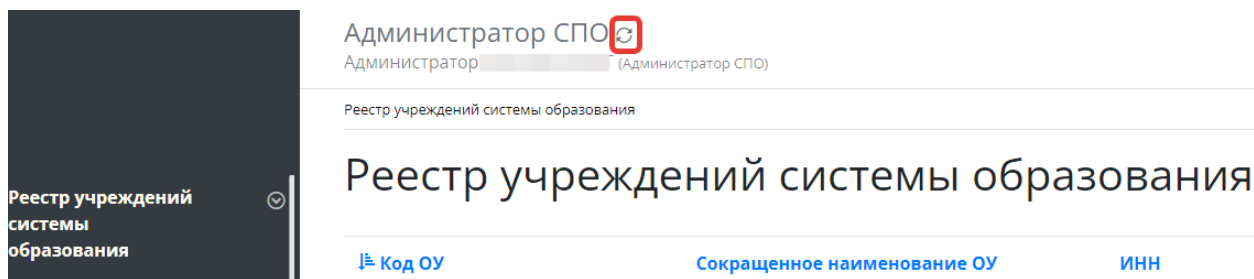 Администратор СПО
Администратор (Администратор СПО)
Реестр учреждений системы образования
Реестр учреждений системы образования
Реестр учреждений
системы
образования
Код ОУ Сокращенное наименование ОУ ИНН